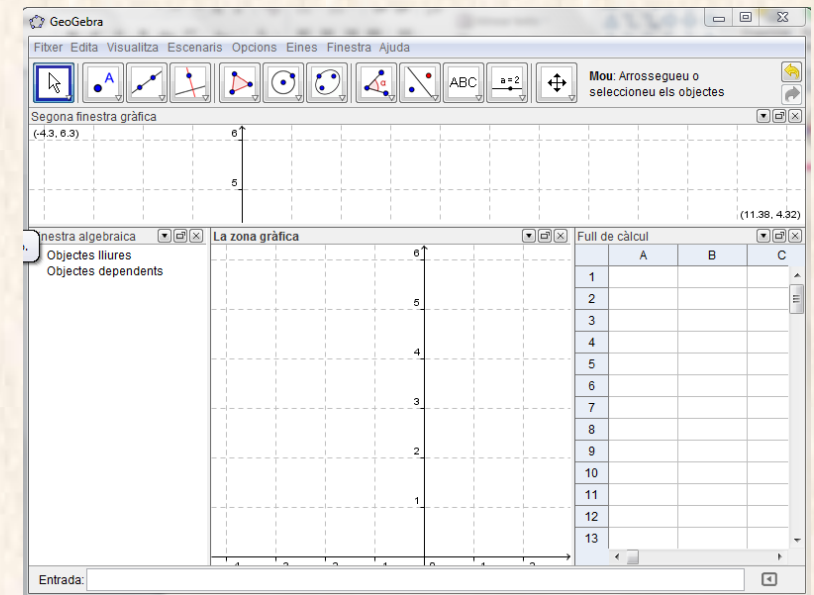 GeoGebra
Fitxer Edita Visualitza Escenaris Opcions Eines Finestra Ajuda
A
α
ABC
a = 2
Mou: Arrossegueu o
seleccioneu els objectes
Segona finestra gràfica
(-4.3, 6.3)
6
5
(11.38, 4.32)
nestra algebraica
Objectes lliures
Objectes dependents
La zona gràfica
6
5
4
3
2
1
0
Full de càlcul
A B C
1
2
3
4
5
6
7
8
9
10
11
12
13
Entrada: